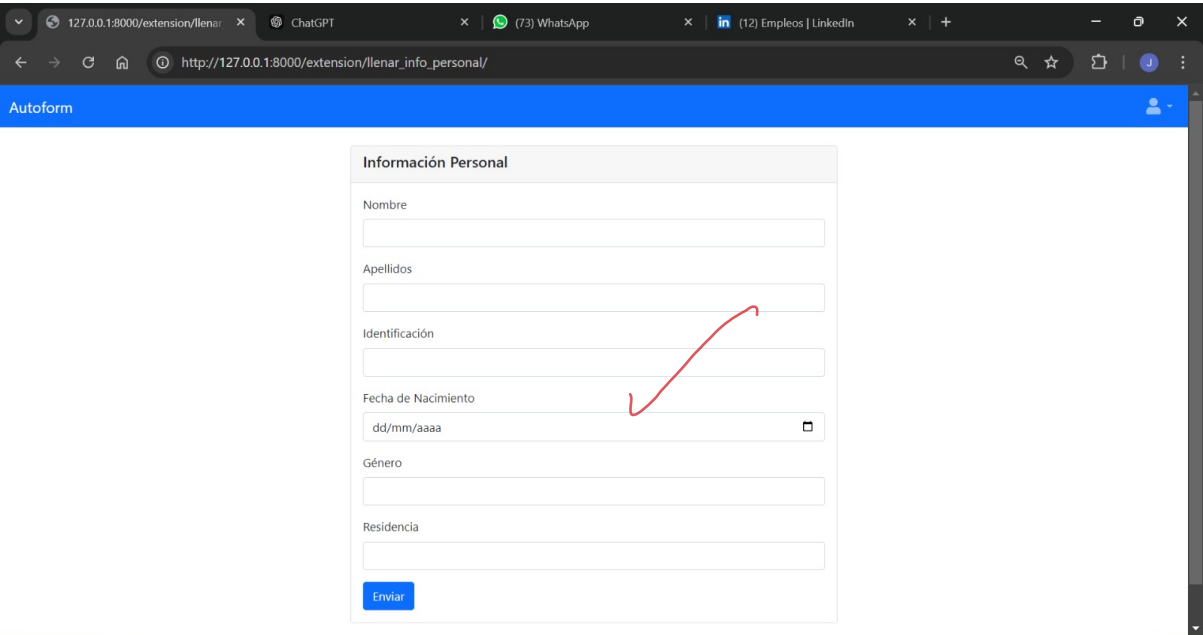 127.0.0.1:8000/extension/llenar
ChatGPT
(73) WhatsApp
in (12) Empleos | LinkedIn
http://127.0.0.1:8000/extension/llenar_info_personal/
J
Autoform
Información Personal
Nombre
Apellidos
Identificación
Fecha de Nacimiento
dd/mm/aaaa
Género
Residencia
Enviar